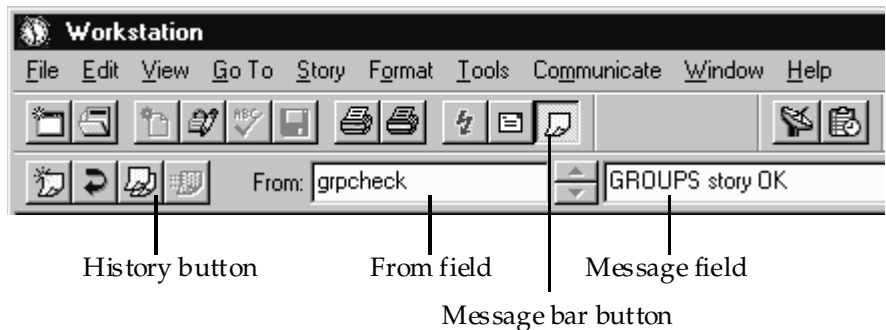 Workstation
File Edit View Go To Story Format Tools Communicate Window Help
ABC
From: grpcheck GROUPS story OK
History button From field Message field
Message bar button